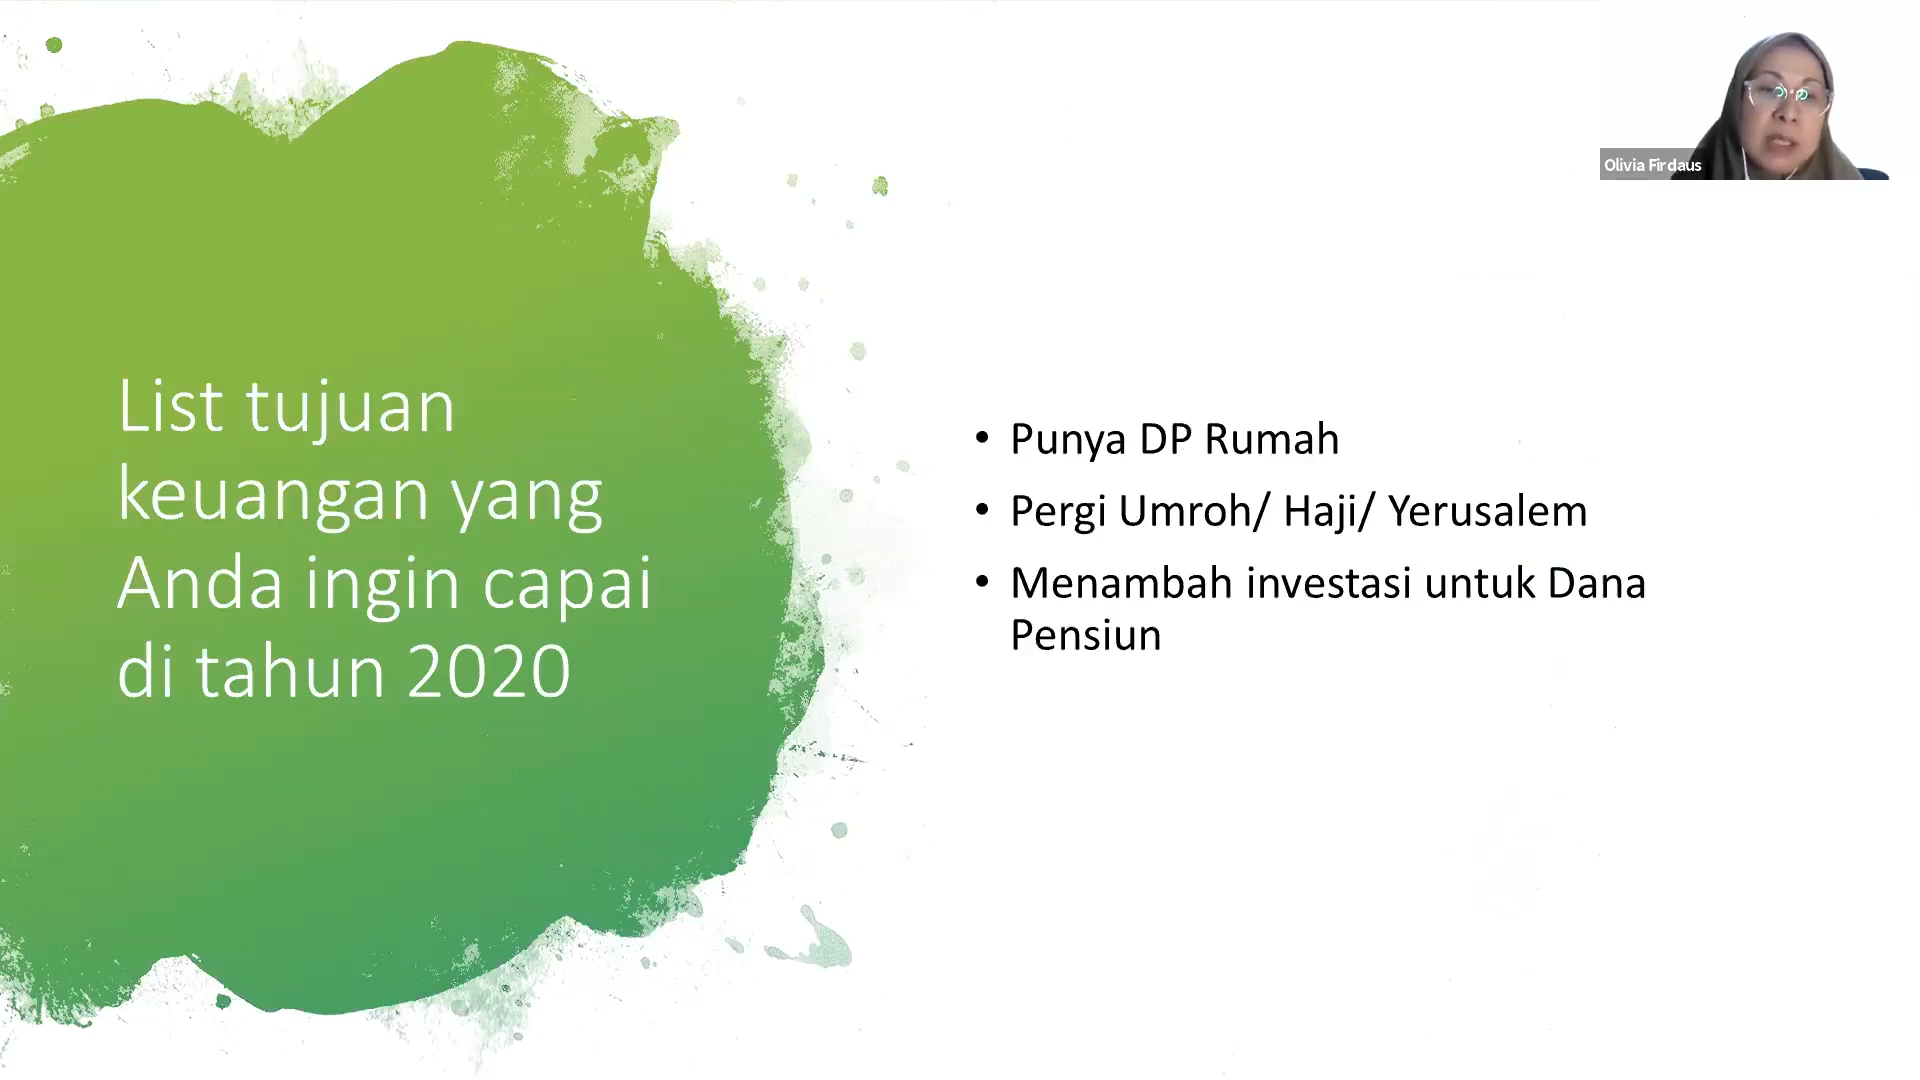 List tujuan
keuangan yang
Anda ingin capai
di tahun 2020
• Punya DP Rumah
• Pergi Umroh/ Haji/ Yerusalem
• Menambah investasi untuk Dana
Pensiun
Olivia Firdaus